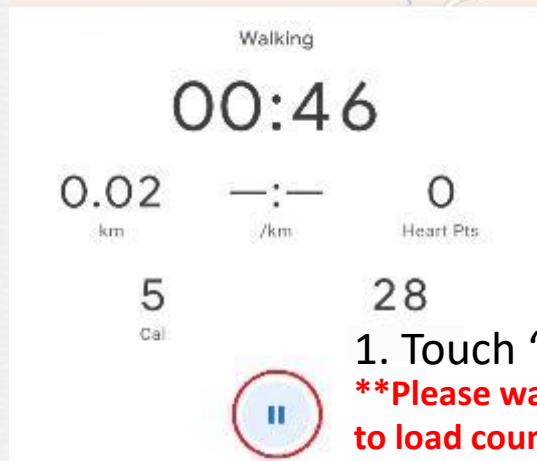 Walking
00:46
0.02 —:— 0
km /km Heart Pts
5 28
Cal
1. Touch ‘
**Please wa
to load cour